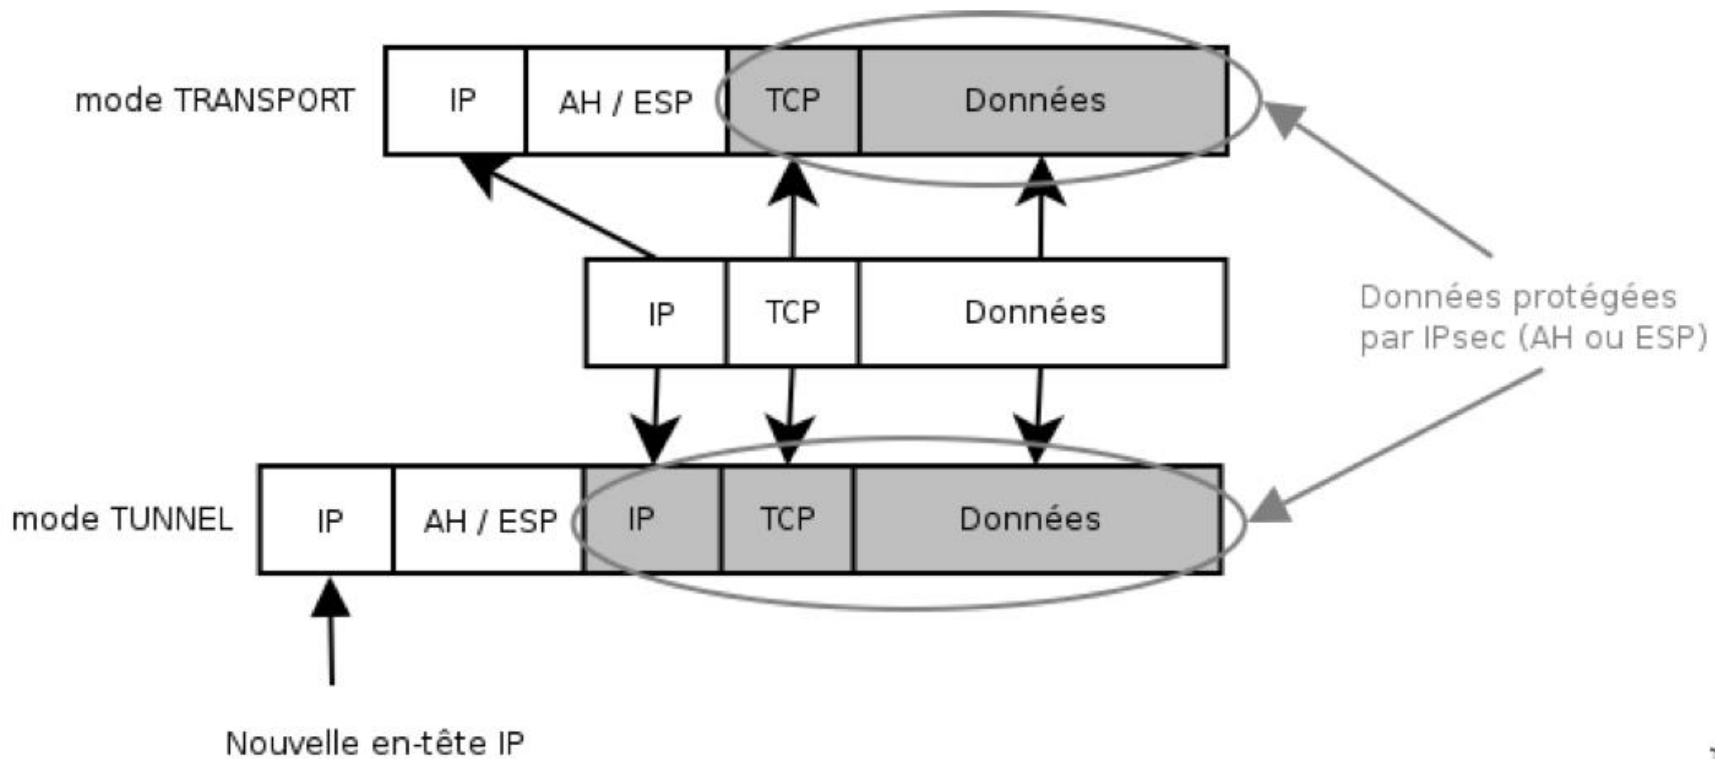 mode TRANSPORT IP AH / ESP TCP Données
IP TCP Données
Données protégées
par IPsec (AH ou ESP)
mode TUNNEL IP AH / ESP IP TCP Données
Nouvelle en-tête IP